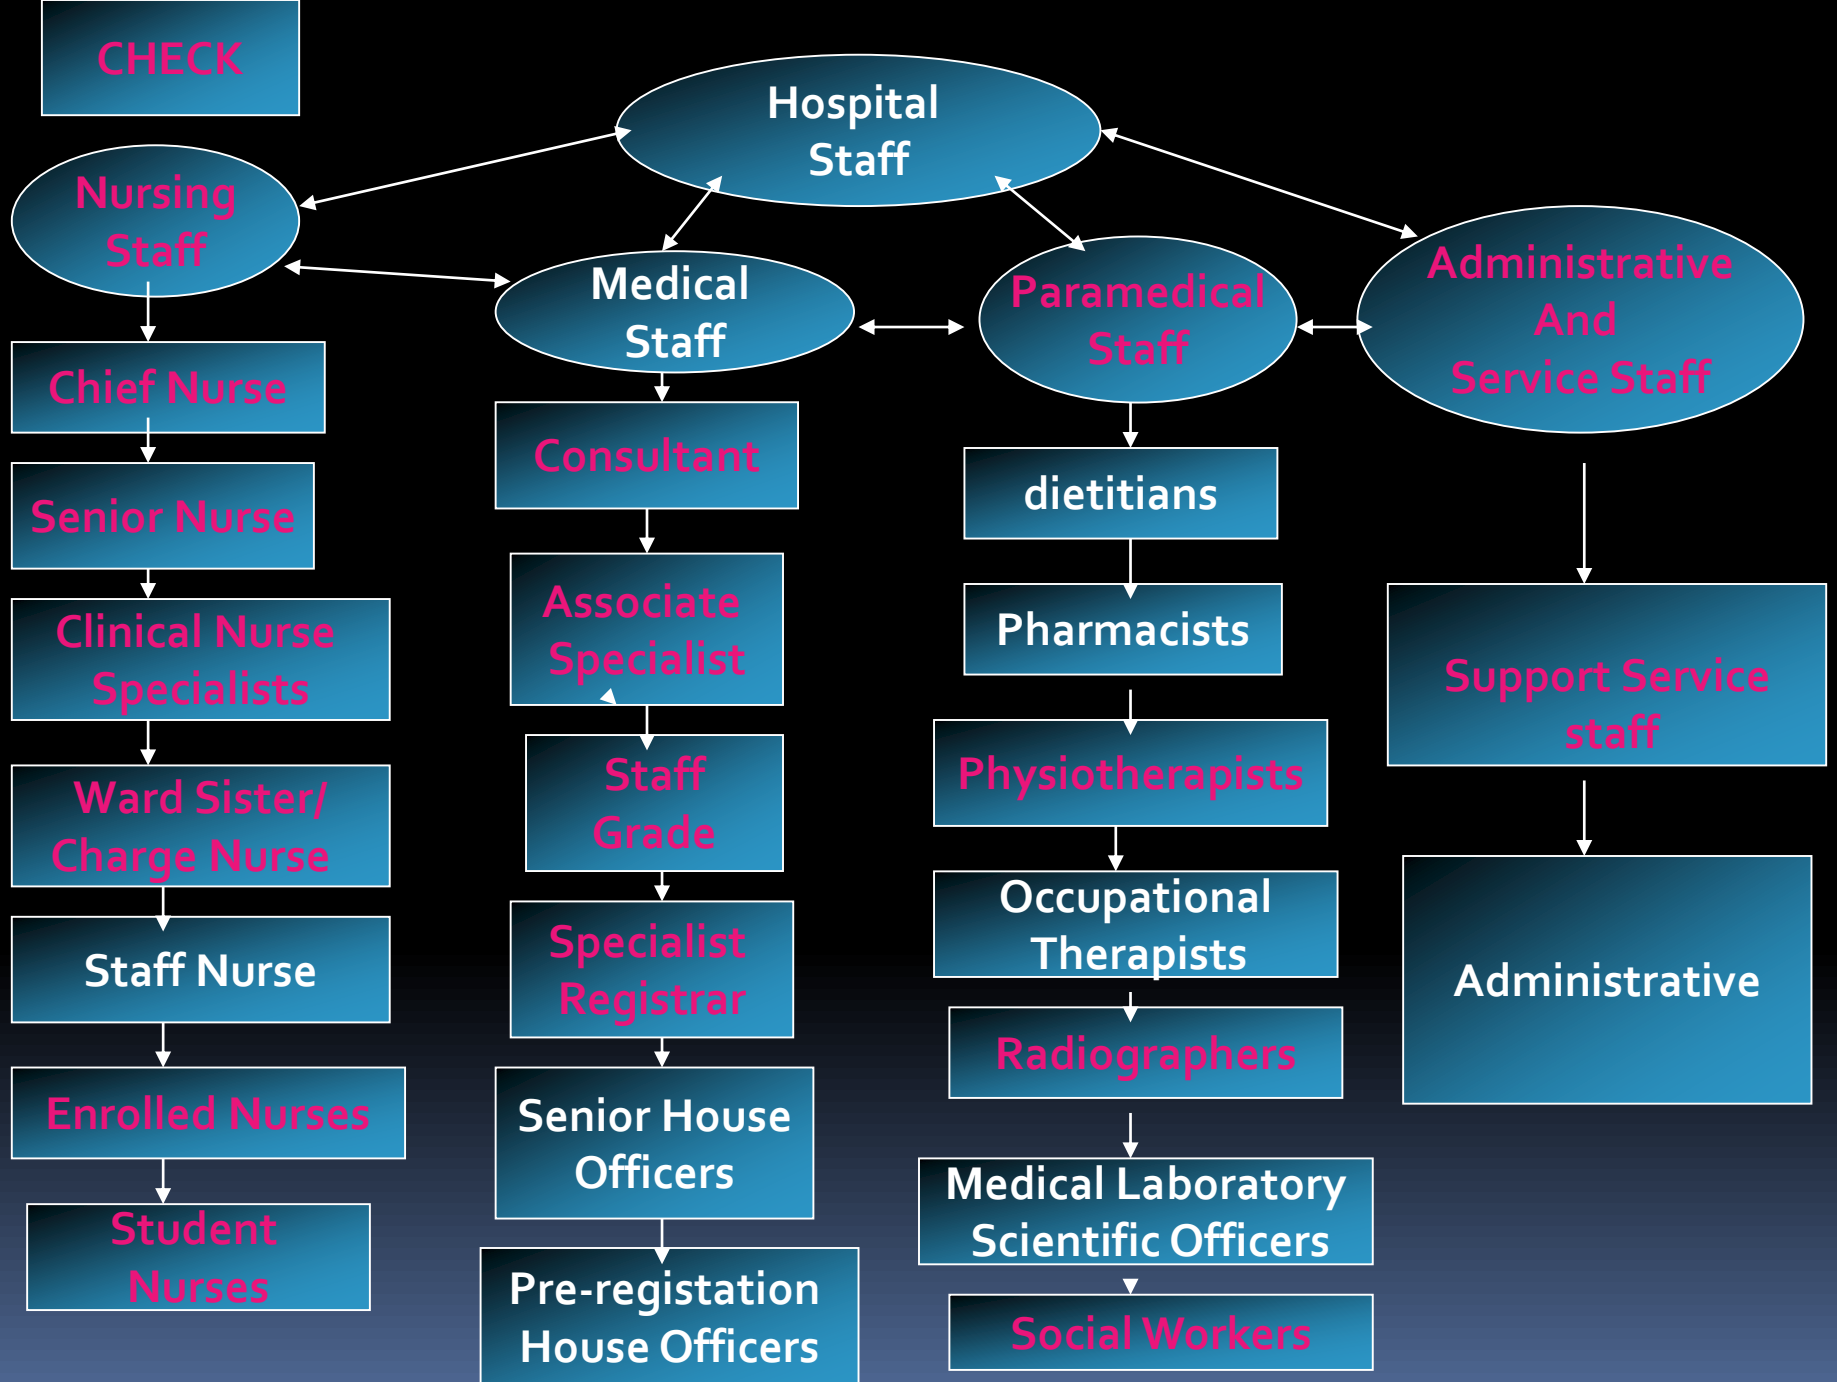 CHECK
Hospital
Staff
Nursing
Staff
Medical
Staff
Paramedical
Staff
Administrative
And
Service Staff
Chief Nurse
Senior Nurse
Clinical Nurse
Specialists
Ward Sister/
Charge Nurse
Staff Nurse
Enrolled Nurses
Student
Nurses
Consultant
Associate
Specialist
Staff
Grade
Specialist
Registrar
Senior House
Officers
Pre-registation
House Officers
dietitians
Pharmacists
Physiotherapists
Occupational
Therapists
Radiographers
Medical Laboratory
Scientific Officers
Social Workers
Support Service
staff
Administrative